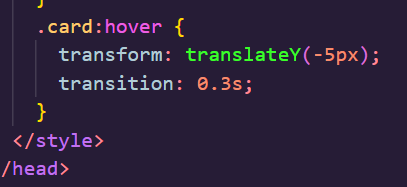 }
.card:hover {
transform: translateY(-5px);
transition: 0.3s;
}
</style>
/head>